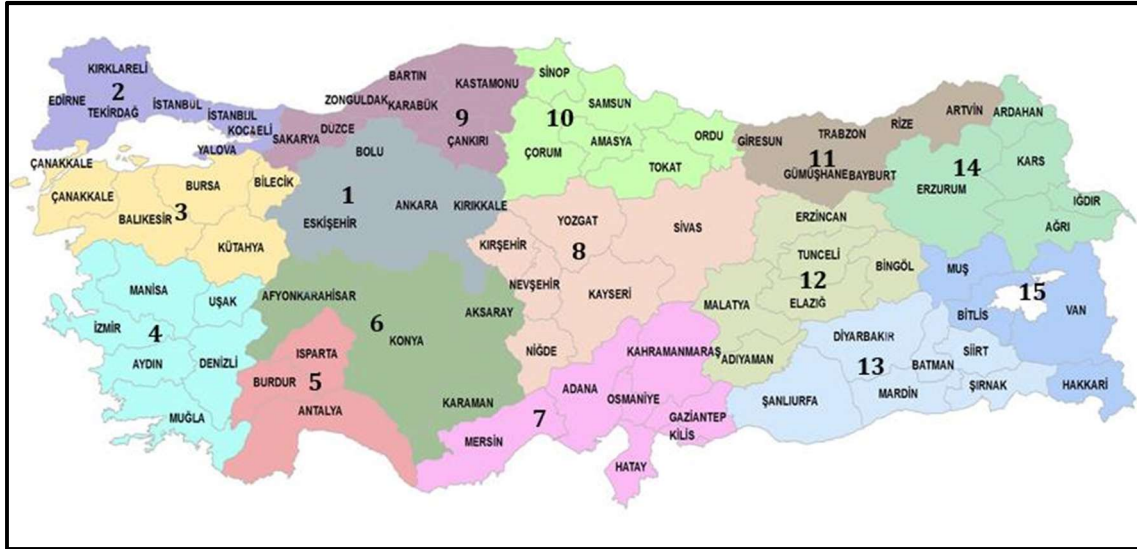 KIRKLARELİ
EDİRNE
2
TEKİRDAĞ
İSTANBUL
İSTANBUL
KOCAELİ
YALOVA
SAKARYA
DUZCE
ZONGULDAK
BARTIN
KARABÜK
KASTAMONU
9
ÇANKIRI
SİNOP
SAMSUN
10
ÇORUM
AMASYA
TOKAT
ORDU
GİRESUN
TRABZON
RİZE
ARTVİN
11
GÜMÜŞHANE
BAYBURT
ARDAHAN
KARS
14
ERZURUM
IĞDIR
AĞRI
ÇANAKKALE
ÇANAKKALE
BURSA
BİLECİK
BALIKESİR
3
KÜTAHYA
BOLU
1
ESKİŞEHİR
ANKARA
KIRIKKALE
YOZGAT
SİVAS
KIRŞEHİR
8
NEVŞEHİR
KAYSERİ
NİĞDE
ERZİNCAN
TUNCELİ
BİNGÖL
12
MALATYA
ELAZIĞ
ADIYAMAN
MUŞ
15
BİTLİS
VAN
HAKKARİ
MANİSA
UŞAK
İZMİR
4
AYDIN
DENİZLİ
MUĞLA
AFYONKARAHİSAR
AKSARAY
6
KONYA
KARAMAN
ISPARTA
BURDUR
5
ANTALYA
KAHRAMANMARAŞ
ADANA
OSMANİYE
7
MERSİN
GAZİANTEP
KİLİS
HATAY
DİYARBAKIR
SİİRT
13
BATMAN
ŞANLIURFA
MARDİN
ŞIRNAK